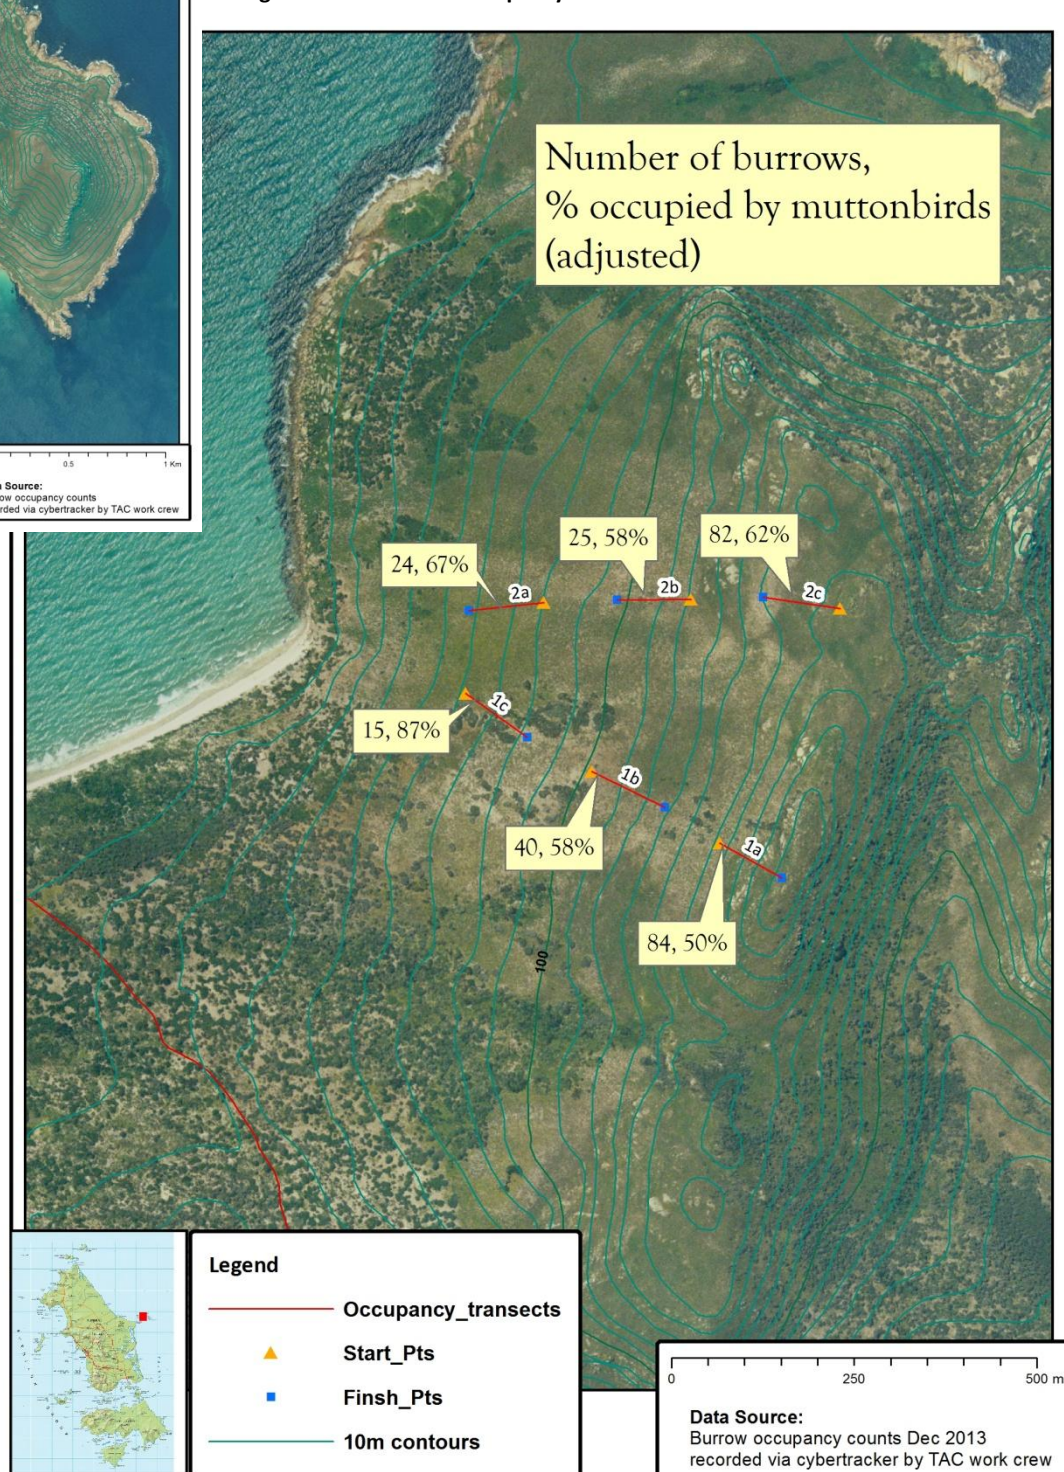 0.5
1 Km
Source:
ow occupancy counts
rded via cybertracker by TAC work crew
Number of burrows,
% occupied by muttonbirds
(adjusted)
24, 67%
25, 58%
82, 62%
2a
2b
2c
1c
15, 87%
1b
40, 58%
1a
84, 50%
100
Legend
Occupancy_transects
Start_Pts
Finsh_Pts
10m contours
0
250
500 m
Data Source:
Burrow occupancy counts Dec 2013
recorded via cybertracker by TAC work crew